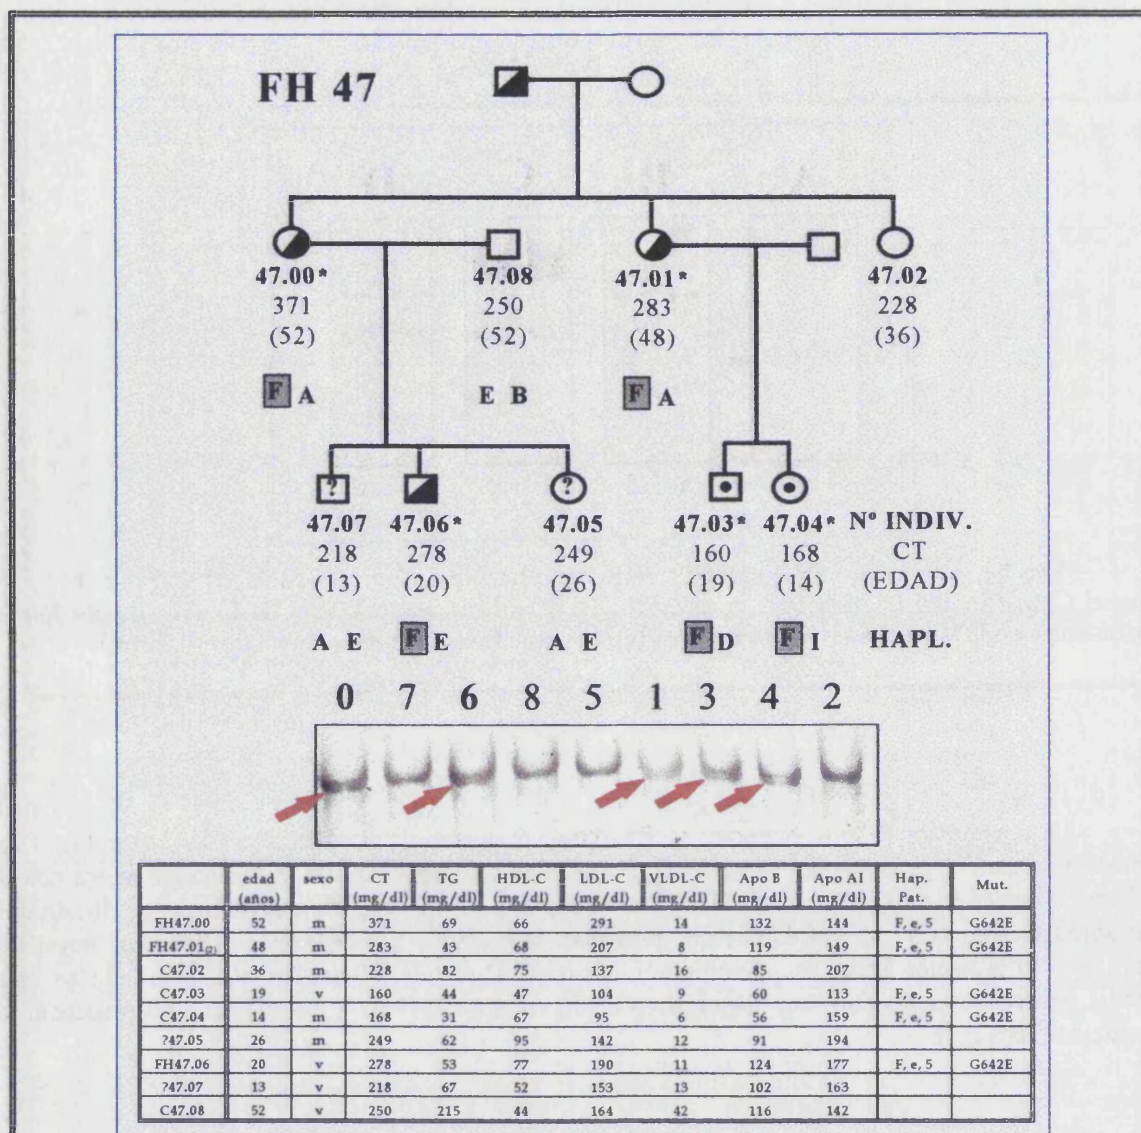 FH 47
47.00* 47.08 47.01* 47.02
371 250 283 228
(52) (52) (48) (36)
F A E B F A
? ?
47.07 47.06* 47.05 47.03* 47.04* Nº INDIV.
218 278 249 160 168 CT
(13) (20) (26) (19) (14) (EDAD)
A E F E A E F D F I HAPL.
0 7 6 8 5 1 3 4 2
edad sexo CT TG HDL-C LDL-C VLDL-C Apo B Apo AI Hap. Mut.
(años) (mg/dl) (mg/dl) (mg/dl) (mg/dl) (mg/dl) (mg/dl) (mg/dl) Pat.
FH47.00 52 m 371 69 66 291 14 132 144 F, e, 5 G642E
FH47.01(2) 48 m 283 43 68 207 8 119 149 F, e, 5 G642E
C47.02 36 m 228 82 75 137 16 85 207
C47.03 19 v 160 44 47 104 9 60 113 F, e, 5 G642E
C47.04 14 m 168 31 67 95 6 56 159 F, e, 5 G642E
?47.05 26 m 249 62 95 142 12 91 194
FH47.06 20 v 278 53 77 190 11 124 177 F, e, 5 G642E
?47.07 13 v 218 67 52 153 13 102 163
C47.08 52 v 250 215 44 164 42 116 142